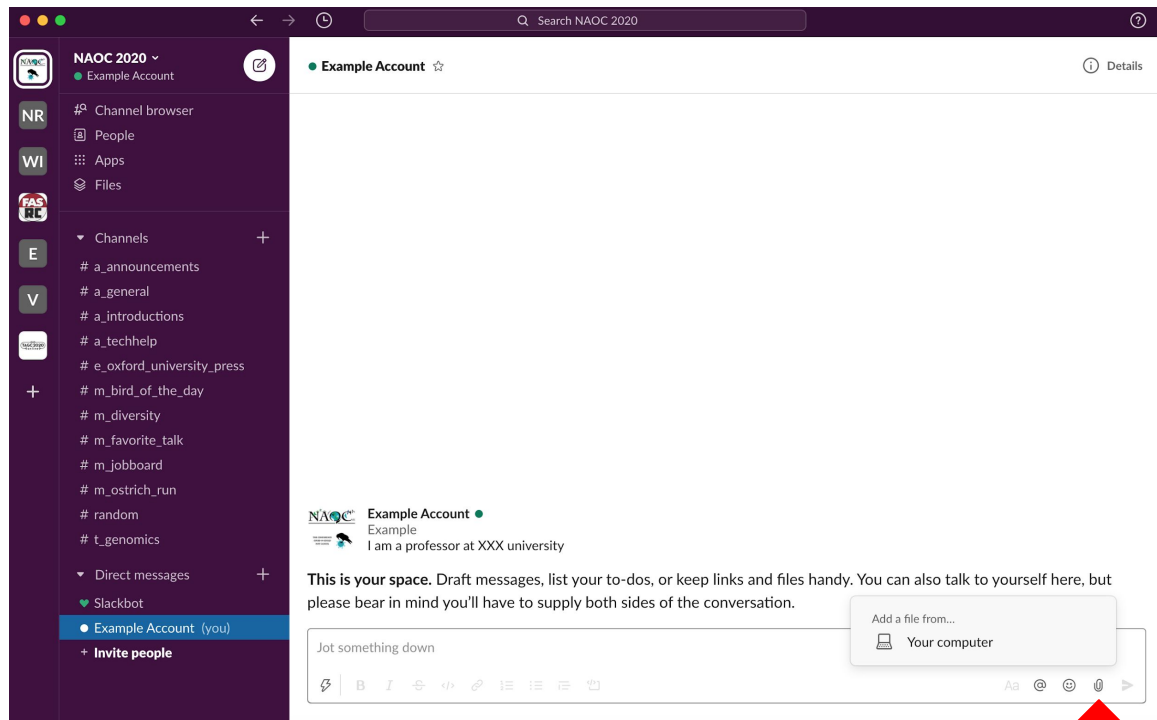 Search NAOC 2020
NAOC
NAOC 2020
Example Account
NR
WI
FAS
RC
E
V
+
Channel browser
People
Apps
Files
Channels +
# a_announcements
# a_general
# a_introductions
# a_techhelp
# e_oxford_university_press
# m_bird_of_the_day
# m_diversity
# m_favorite_talk
# m_jobboard
# m_ostrich_run
# random
# t_genomics
Direct messages +
Slackbot
Example Account (you)
+ Invite people
Example Account
Details
NAOC
Example Account
Example
I am a professor at XXX university
This is your space. Draft messages, list your to-dos, or keep links and files handy. You can also talk to yourself here, but
please bear in mind you'll have to supply both sides of the conversation.
Add a file from...
Your computer
Jot something down
B I S </> Aa @